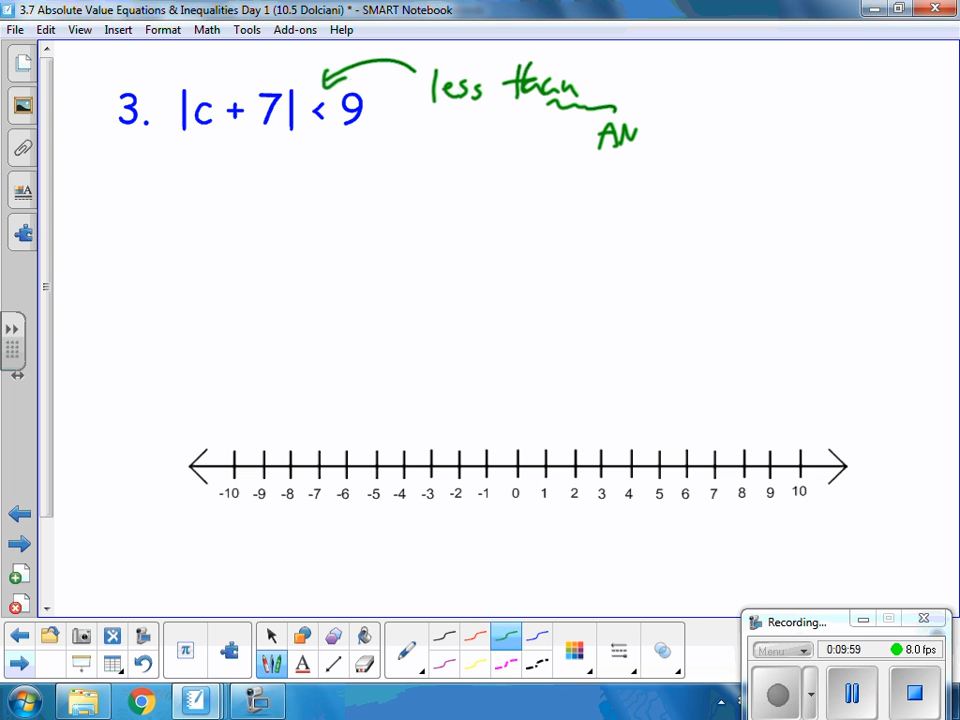 3.7 Absolute Value Equations & Inequalities Day 1 (10.5 Dolciani) * - SMART Notebook
File Edit View Insert Format Math Tools Add-ons Help
3. |c + 7| < 9
less than
AN
-10 -9 -8 -7 -6 -5 -4 -3 -2 -1 0 1 2 3 4 5 6 7 8 9 10
Recording...
Menu
0:09:59
8.0 fps
π
A